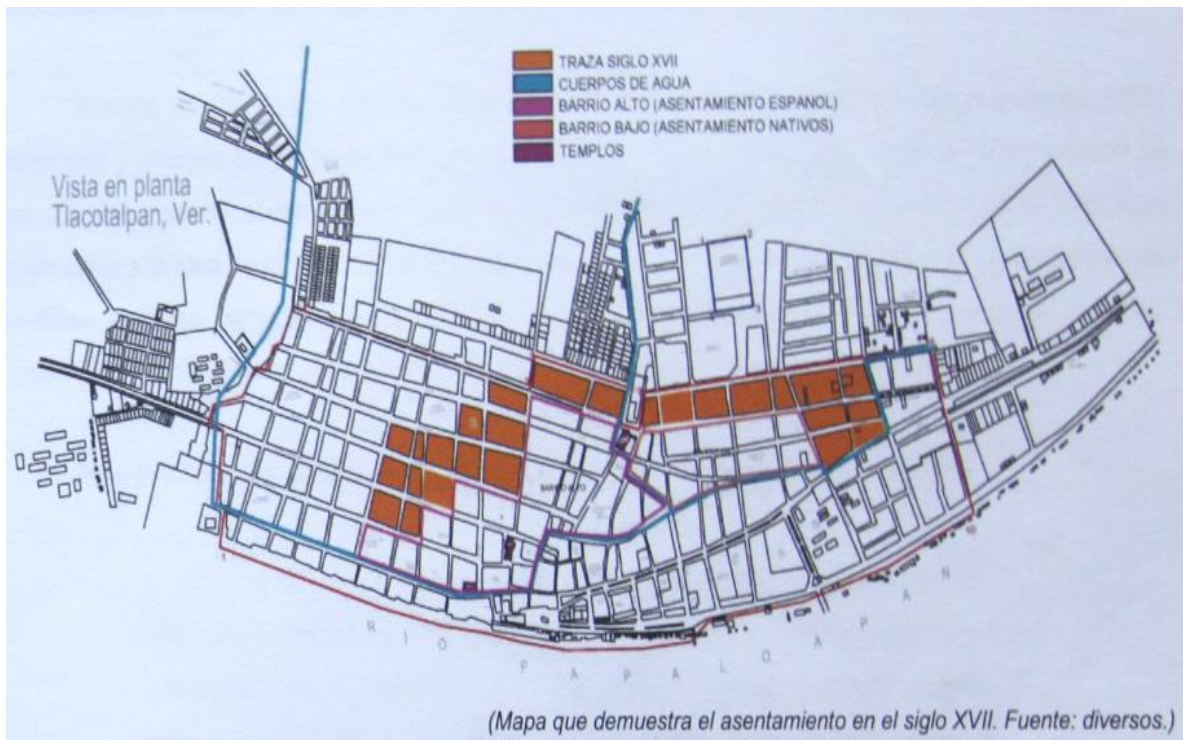 TRAZA SIGLO XVII
CUERPOS DE AGUA
BARRIO ALTO (ASENTAMIENTO ESPAÑOL)
BARRIO BAJO (ASENTAMIENTO NATIVOS)
TEMPLOS
Vista en planta
Tlacotalpan, Ver.
BARRIO ALTO
RÍO PAPALOAPAN
(Mapa que demuestra el asentamiento en el siglo XVII. Fuente: diversos.)